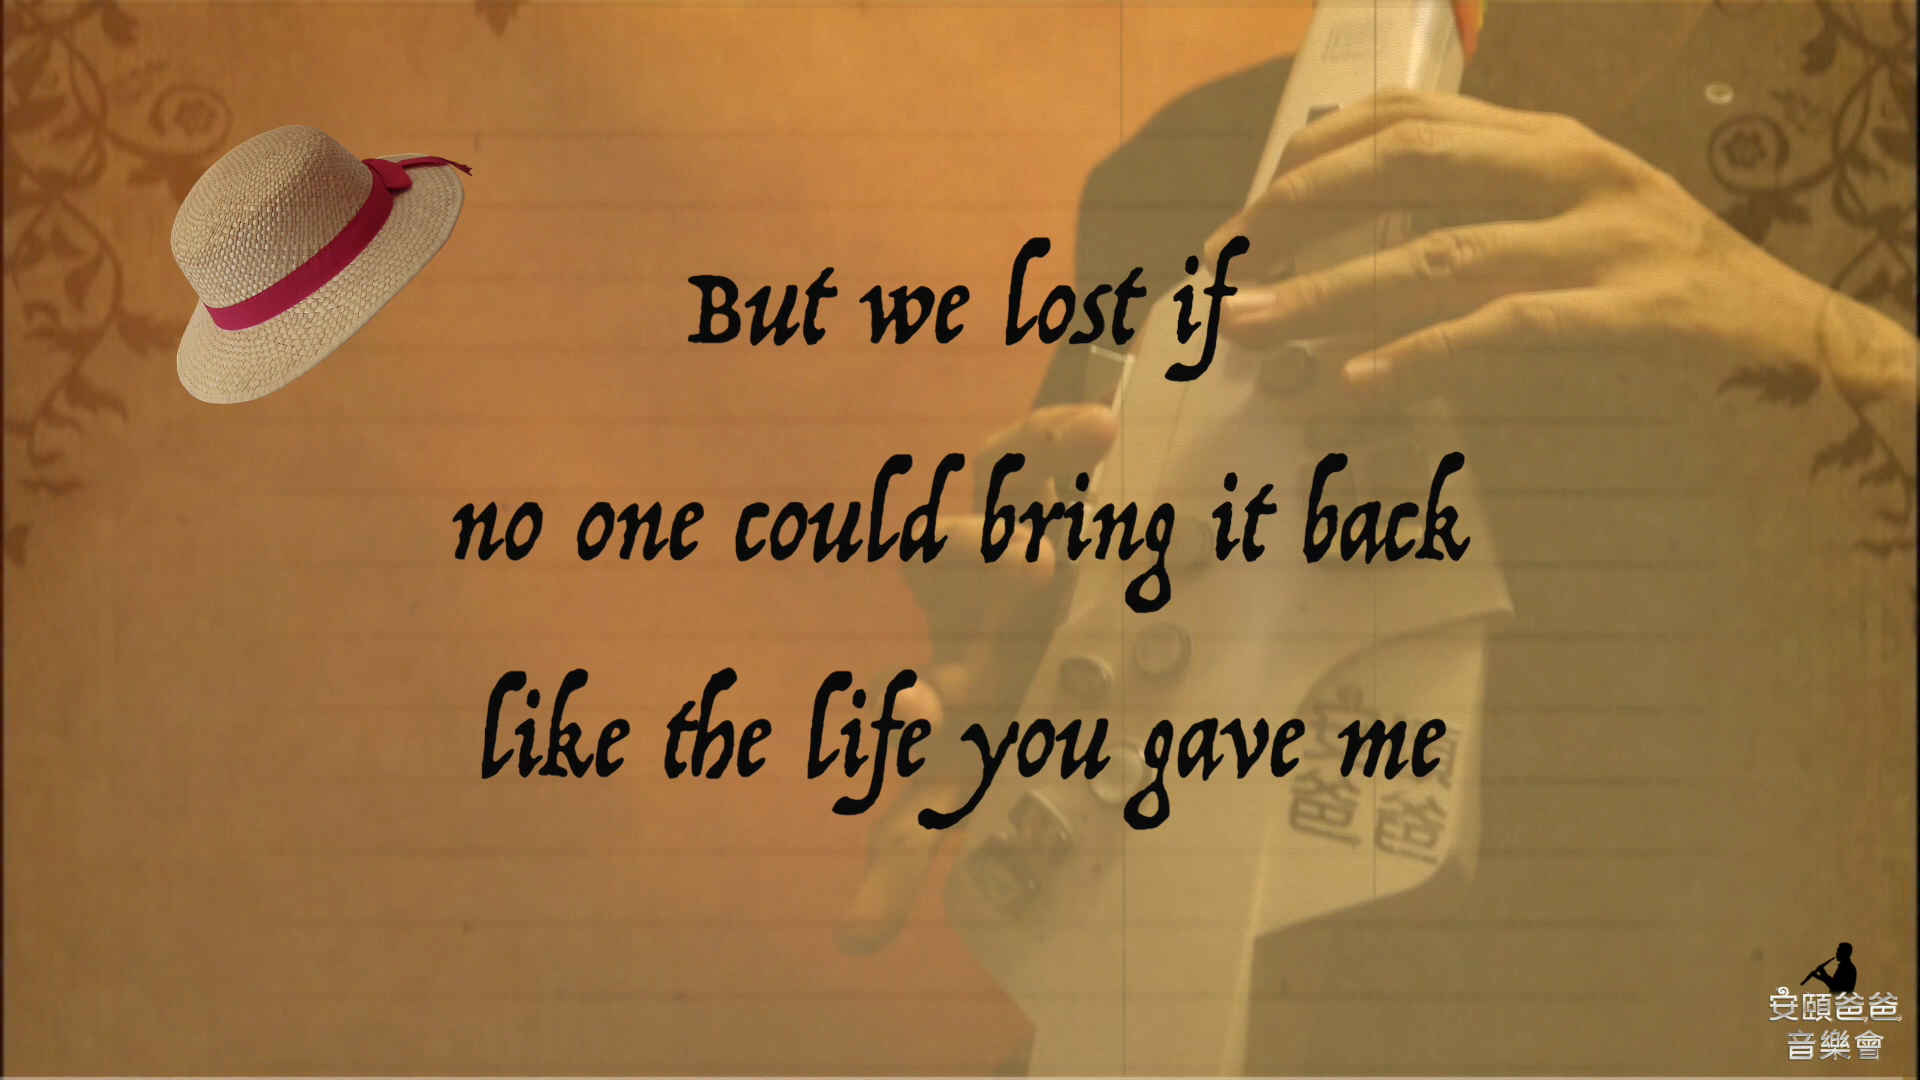 But we lost if
no one could bring it back
like the life you gave me
安頤爸爸
音樂會